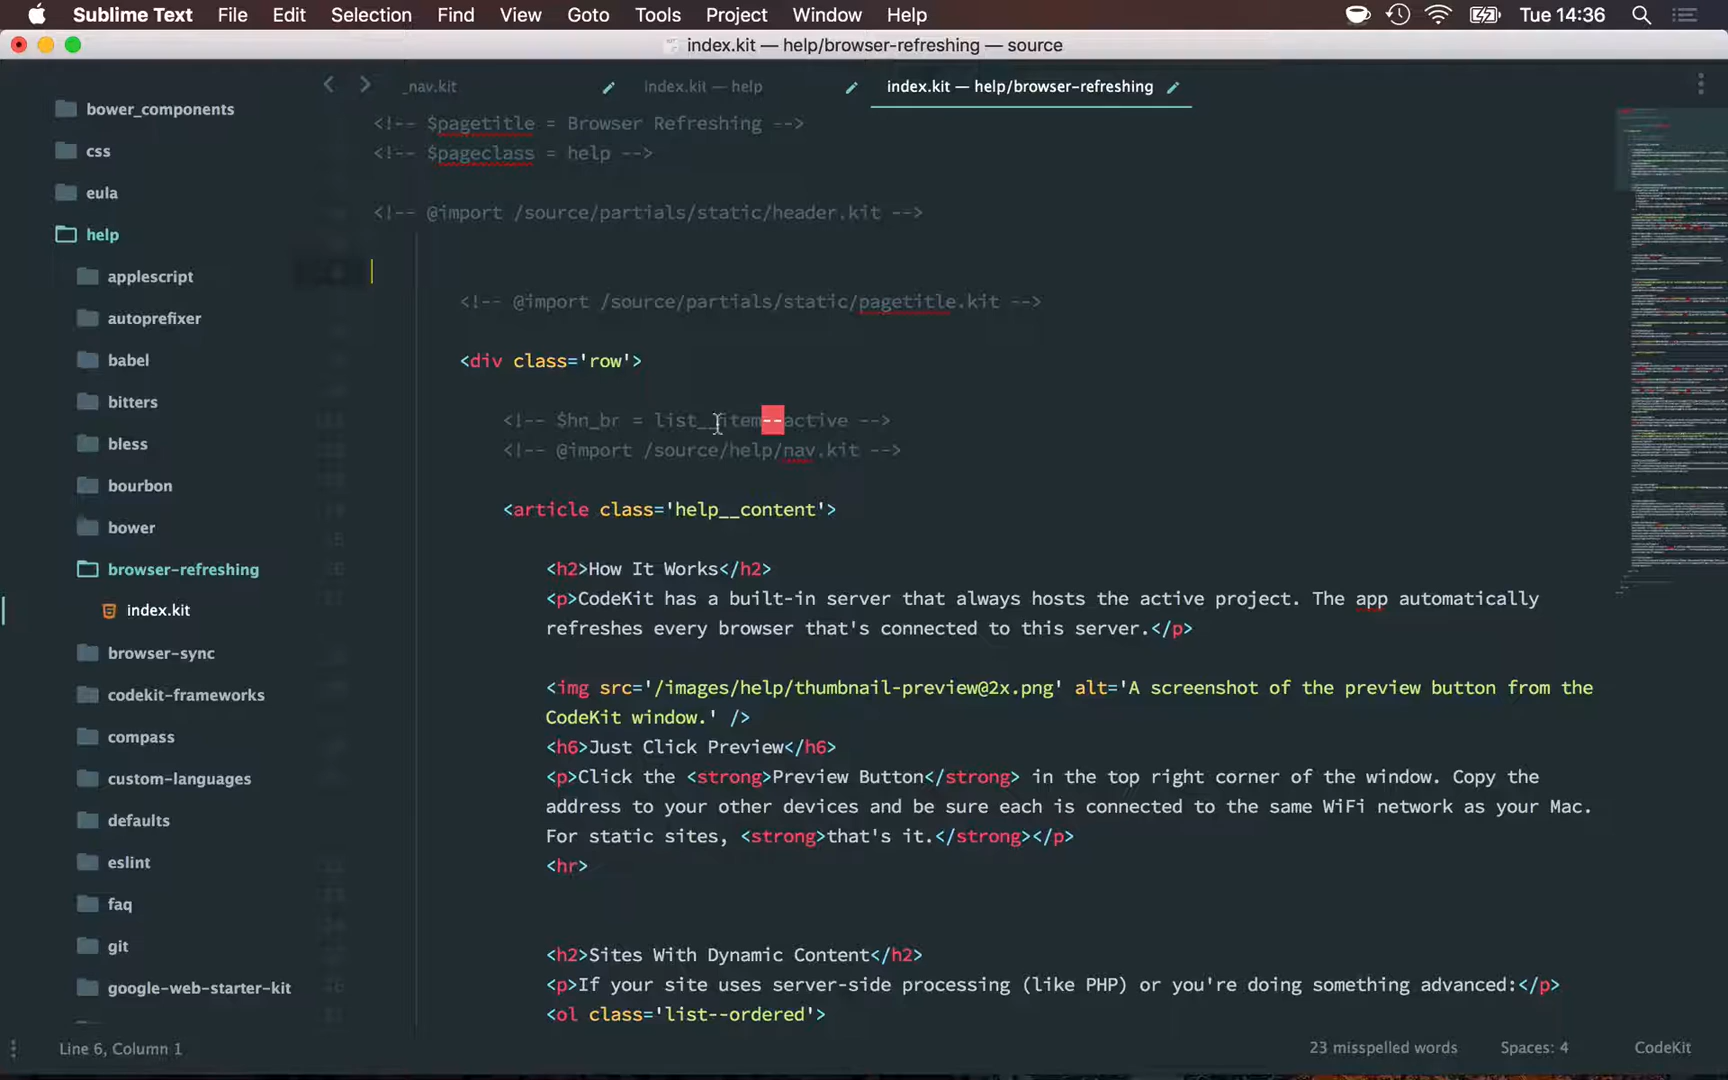 Sublime Text File Edit Selection Find View Goto Tools Project Window Help Tue 14:36
index.kit — help/browser-refreshing — source
_nav.kit index.kit — help index.kit — help/browser-refreshing
bower_components
css
eula
help
applescript
autoprefixer
babel
bitters
bless
bourbon
bower
browser-refreshing
index.kit
browser-sync
codekit-frameworks
compass
custom-languages
defaults
eslint
faq
git
google-web-starter-kit
<!-- $pagetitle = Browser Refreshing -->
<!-- $pageclass = help -->
<!-- @import /source/partials/static/header.kit -->
<!-- @import /source/partials/static/pagetitle.kit -->
<div class='row'>
<!-- $hn_br = list__item--active -->
<!-- @import /source/help/nav.kit -->
<article class='help__content'>
<h2>How It Works</h2>
<p>CodeKit has a built-in server that always hosts the active project. The app automatically
refreshes every browser that's connected to this server.</p>
<img src='/images/help/thumbnail-preview@2x.png' alt='A screenshot of the preview button from the
CodeKit window.' />
<h6>Just Click Preview</h6>
<p>Click the <strong>Preview Button</strong> in the top right corner of the window. Copy the
address to your other devices and be sure each is connected to the same WiFi network as your Mac.
For static sites, <strong>that's it.</strong></p>
<hr>
<h2>Sites With Dynamic Content</h2>
<p>If your site uses server-side processing (like PHP) or you're doing something advanced:</p>
<ol class='list--ordered'>
Line 6, Column 1 23 misspelled words Spaces: 4 CodeKit